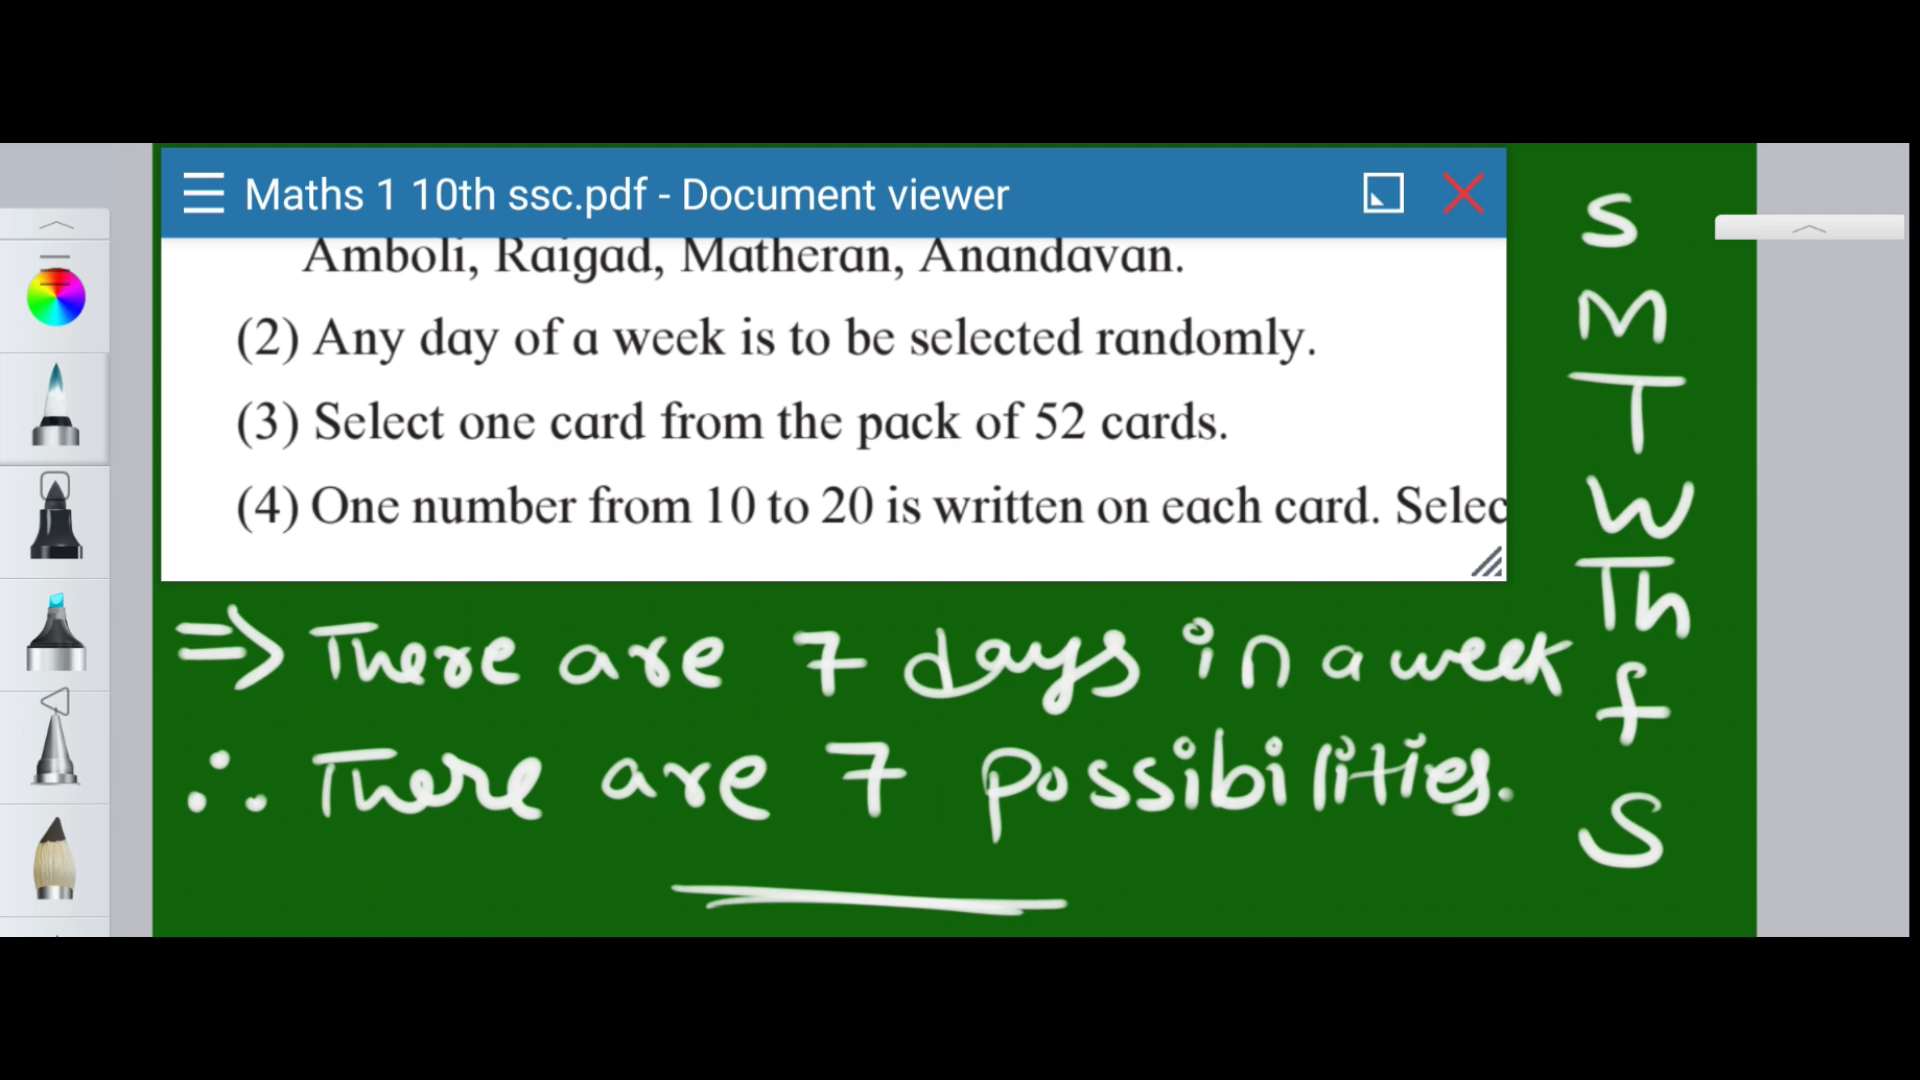 Maths 1 10th ssc.pdf - Document viewer
Amboli, Raigad, Matheran, Anandavan.
(2) Any day of a week is to be selected randomly.
(3) Select one card from the pack of 52 cards.
(4) One number from 10 to 20 is written on each card. Selec
⇒ There are 7 days in a week
∴ There are 7 possibilities.
S
M
T
W
Th
f
S